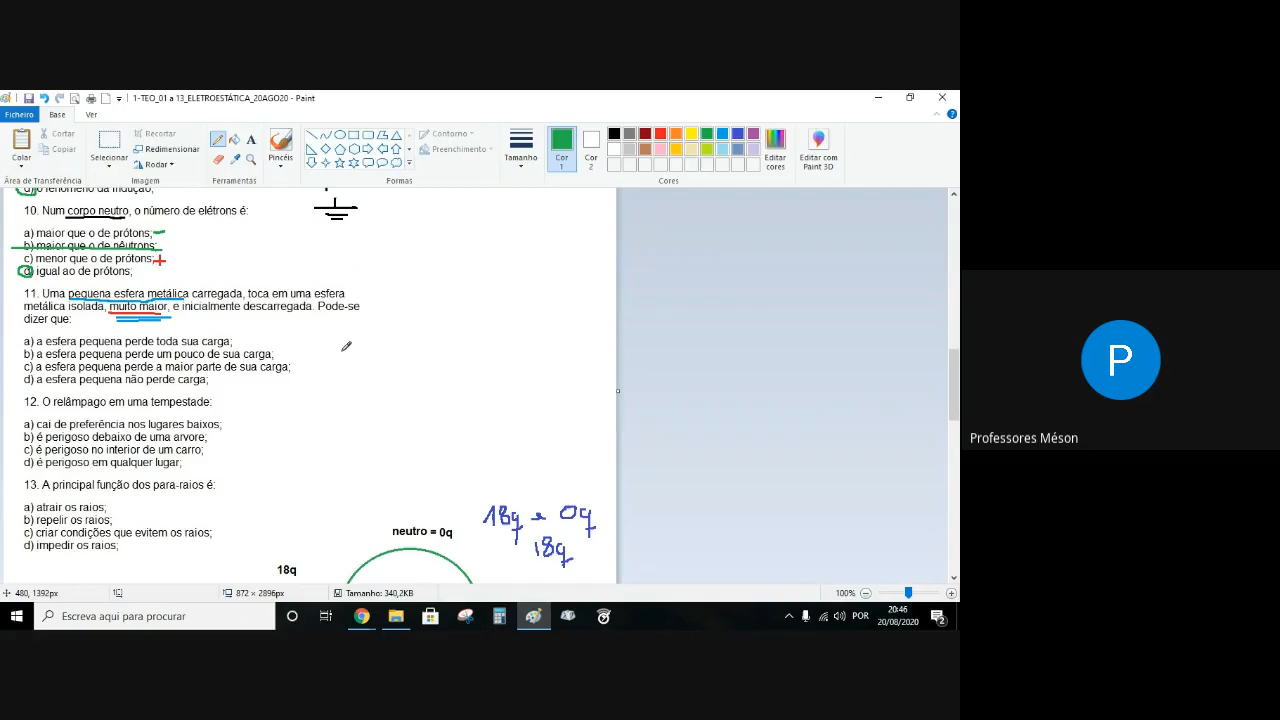 1-TEO_01 a 13_ELETROESTÁTICA_20AGO20 - Paint
Ficheiro Base Ver
Colar
Cortar
Copiar
Selecionar
Recortar
Redimensionar
Rodar
Pincéis
Contorno
Preenchimento
Tamanho
Cor 1
Cor 2
Editar cores
Editar com Paint 3D
Área de Transferência Imagem Ferramentas Formas Cores
d) o fenômeno da indução;
10. Num corpo neutro, o número de elétrons é:
a) maior que o de prótons; -
b) maior que o de nêutrons;
c) menor que o de prótons; +
d) igual ao de prótons;
11. Uma pequena esfera metálica carregada, toca em uma esfera
metálica isolada, muito maior, e inicialmente descarregada. Pode-se
dizer que:
a) a esfera pequena perde toda sua carga;
b) a esfera pequena perde um pouco de sua carga;
c) a esfera pequena perde a maior parte de sua carga;
d) a esfera pequena não perde carga;
12. O relâmpago em uma tempestade:
a) cai de preferência nos lugares baixos;
b) é perigoso debaixo de uma arvore;
c) é perigoso no interior de um carro;
d) é perigoso em qualquer lugar;
13. A principal função dos para-raios é:
a) atrair os raios;
b) repelir os raios;
c) criar condições que evitem os raios;
d) impedir os raios;
neutro = 0q
18q
18q e 0q
18q
P
Professores Méson
480, 1392px 872 × 2896px Tamanho: 340,2KB 100%
Escreve aqui para procurar
POR
20:46
20/08/2020
2